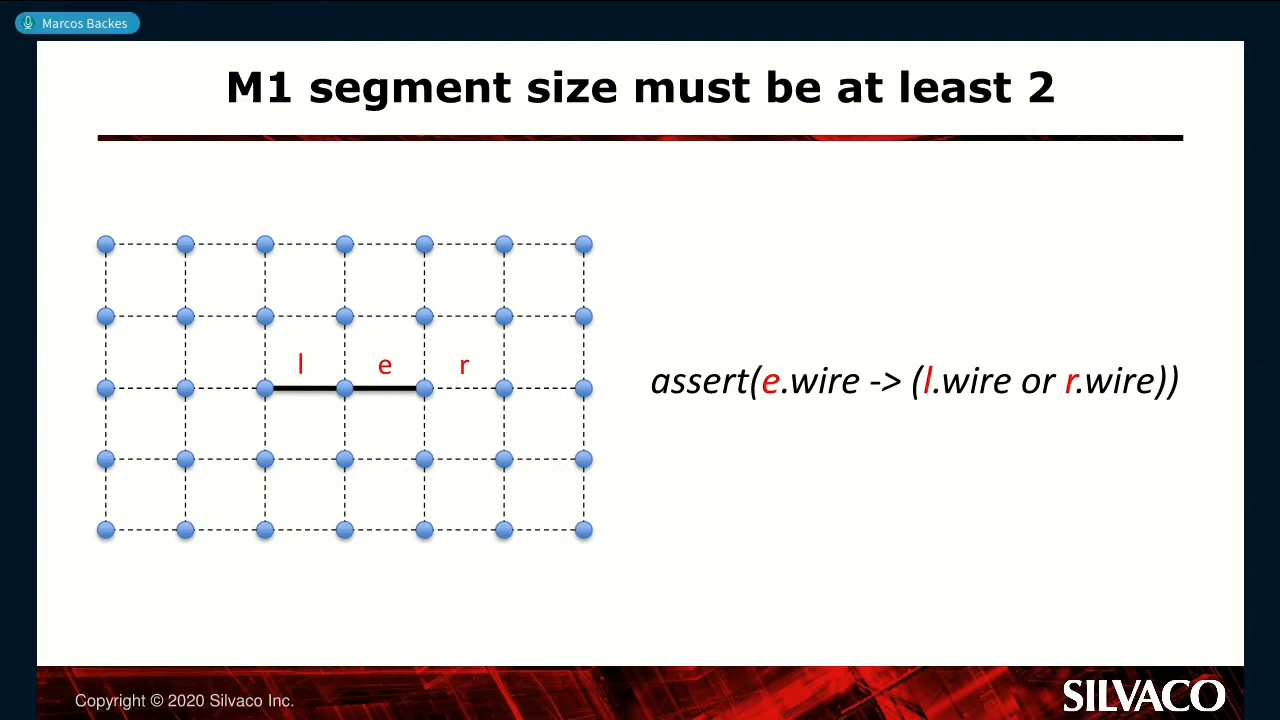 Marcos Backes
M1 segment size must be at least 2
l e r
assert(e.wire -> (l.wire or r.wire))
Copyright © 2020 Silvaco Inc.
SILVACO